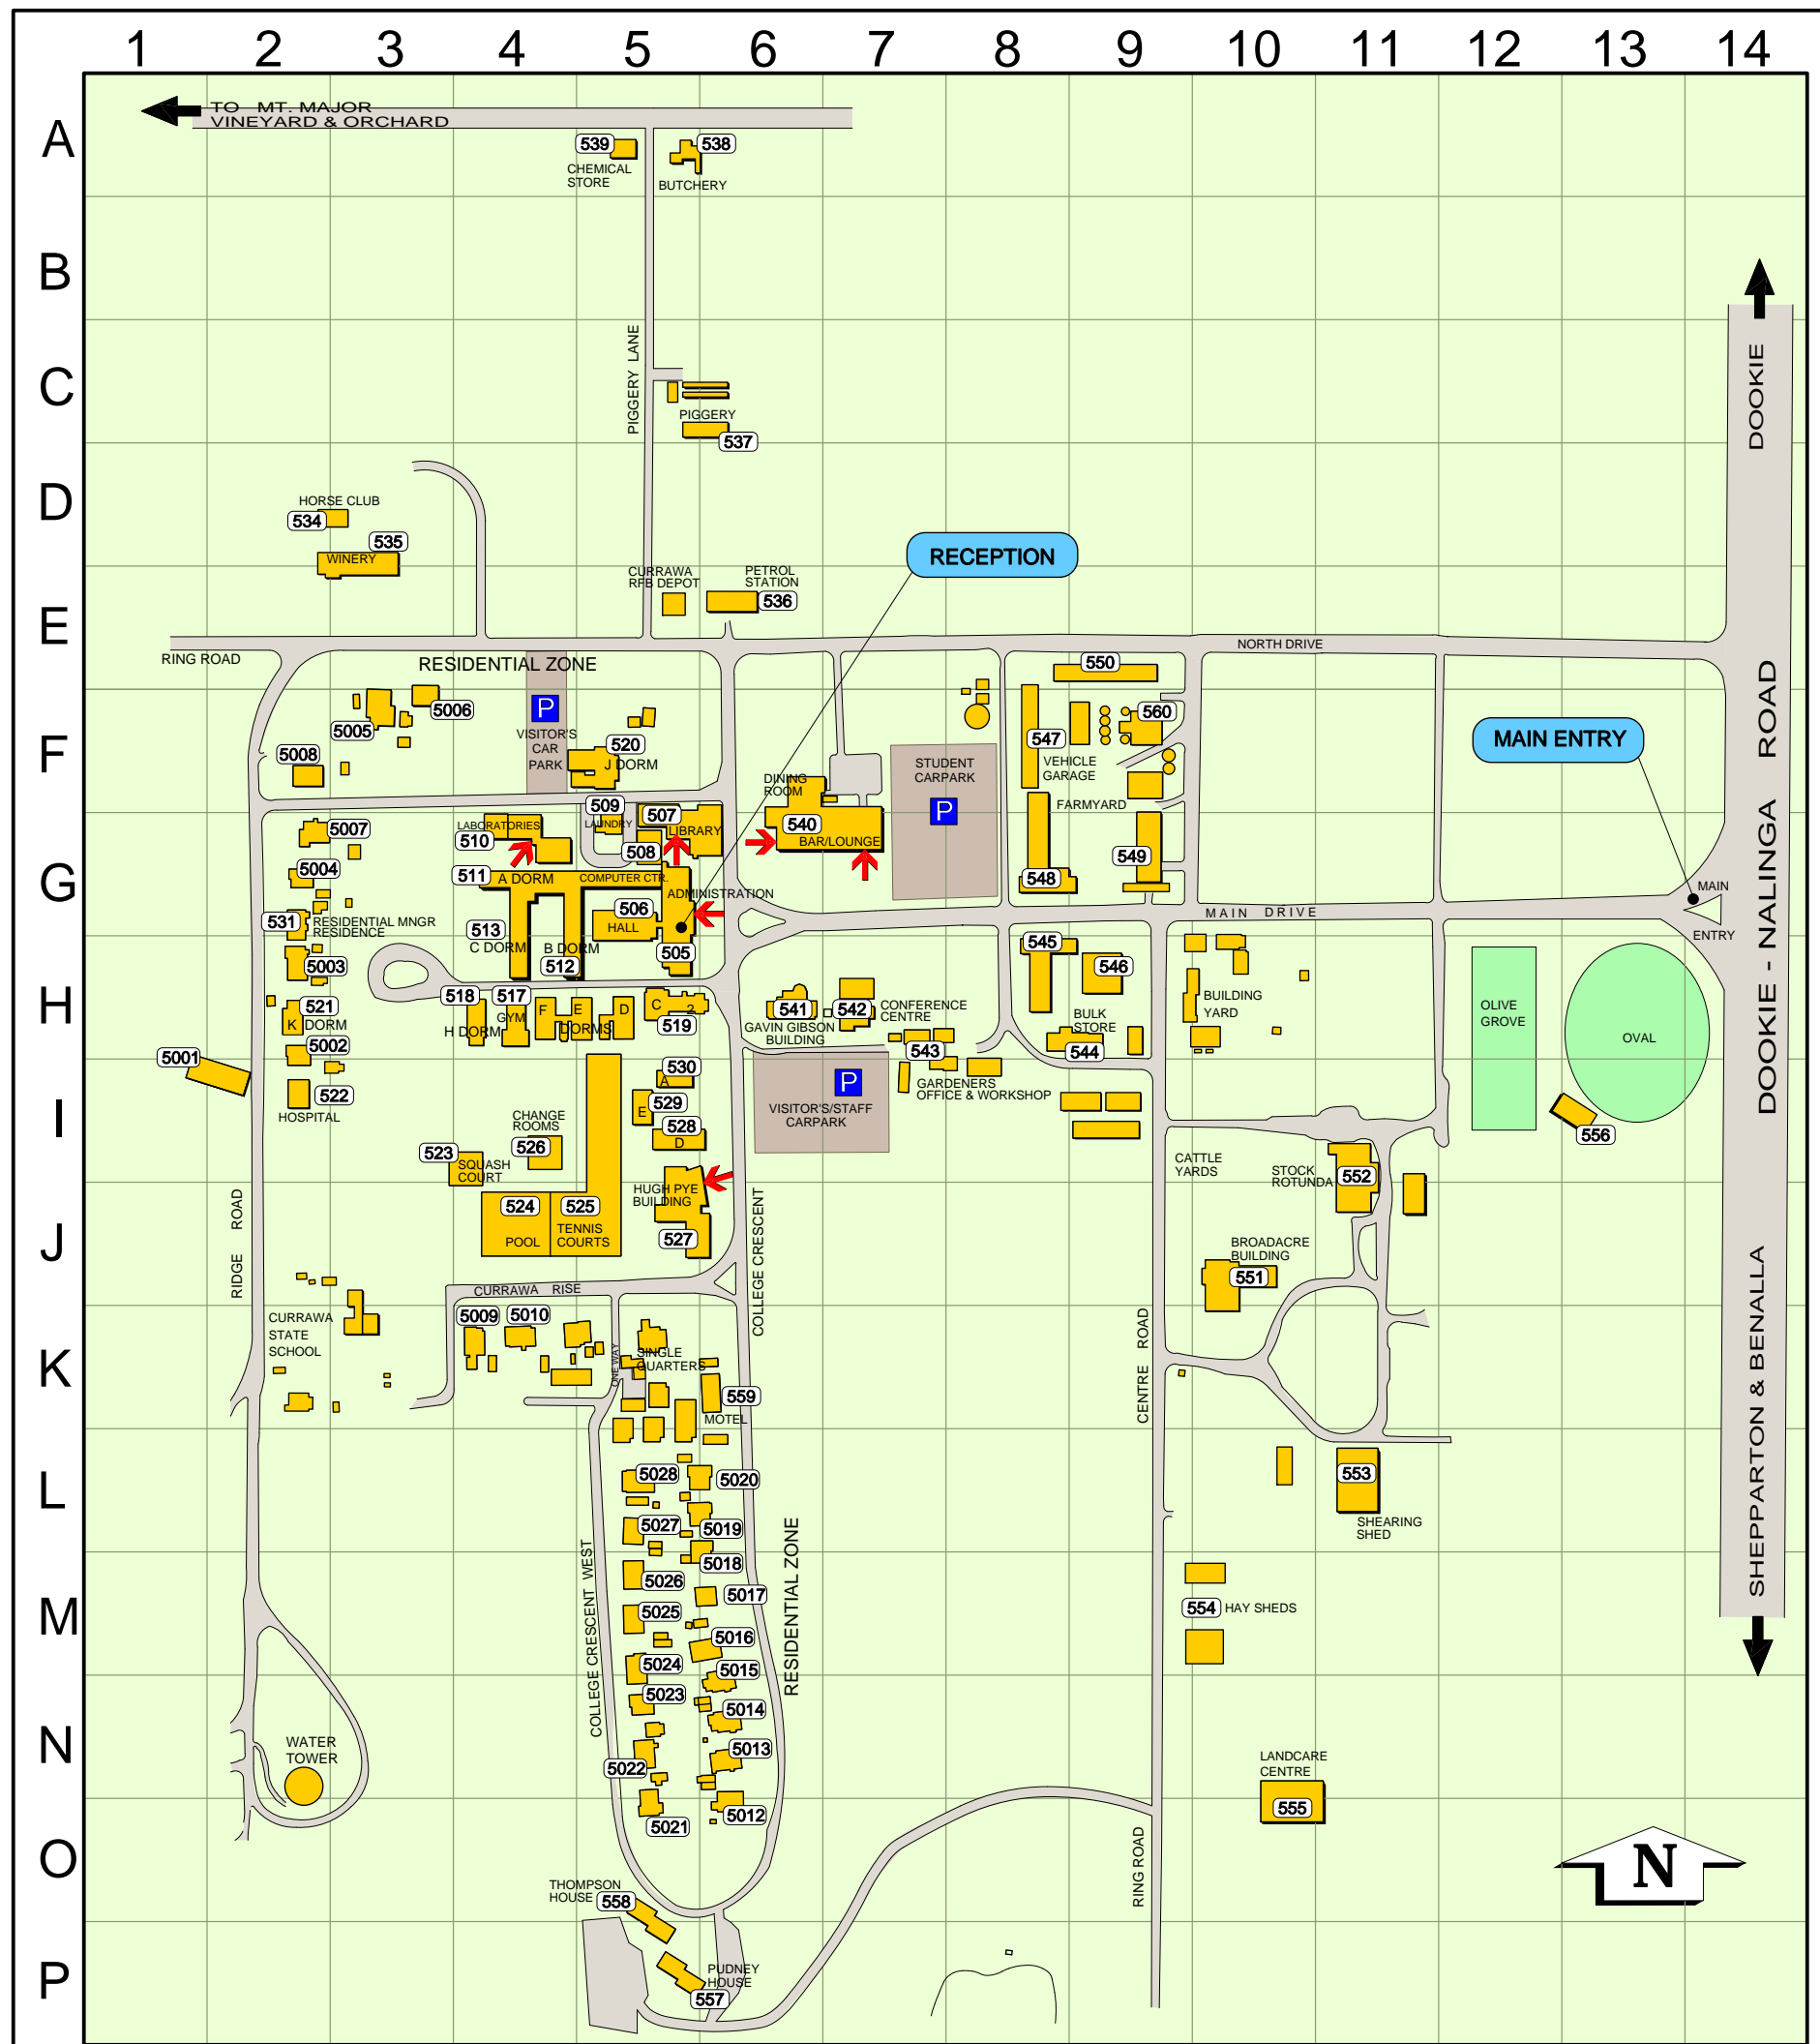 1 2 3 4 5 6 7 8 9 10 11 12 13 14
A
B
C
D
E
F
G
H
I
J
K
L
M
N
O
P
TO MT. MAJOR
VINEYARD & ORCHARD
539
CHEMICAL
STORE
538
BUTCHERY
PIGGERY LANE
PIGGERY
537
DOOKIE
HORSE CLUB
534
535
WINERY
RECEPTION
CURRAWA
RFB DEPOT
PETROL
STATION
536
RING ROAD
NORTH DRIVE
RESIDENTIAL ZONE
550
5006
5005
P
VISITOR'S
CAR
PARK
520
J DORM
5008
547
VEHICLE
GARAGE
560
MAIN ENTRY
DOOKIE - NALINGA ROAD
STUDENT
CARPARK
P
DINING
ROOM
540
BAR/LOUNGE
FARMYARD
509
LAUNDRY
507
LIBRARY
508
LABORATORIES
510
5007
5004
511
A DORM
COMPUTER CTR.
ADMINISTRATION
548
549
531
RESIDENTIAL MNGR
RESIDENCE
513
C DORM
B DORM
512
506
HALL
505
MAIN DRIVE
MAIN
ENTRY
5003
545
546
521
K DORM
518
H DORM
517
GYM
F
E
D
DORMS
C
2
519
541
GAVIN GIBSON
BUILDING
542
CONFERENCE
CENTRE
BULK
STORE
544
BUILDING
YARD
OLIVE
GROVE
OVAL
5002
5001
522
HOSPITAL
530
A
529
E
528
D
543
GARDENERS
OFFICE & WORKSHOP
P
VISITOR'S/STAFF
CARPARK
556
CHANGE
ROOMS
526
523
SQUASH
COURT
CATTLE
YARDS
STOCK
ROTUNDA
552
HUGH PYE
BUILDING
524
POOL
525
TENNIS
COURTS
527
RIDGE ROAD
COLLEGE CRESCENT
BROADACRE
BUILDING
551
CURRAWA RISE
SHEPPARTON & BENALLA
CURRAWA
STATE
SCHOOL
5009
5010
ONE WAY
SINGLE
QUARTERS
559
MOTEL
CENTRE ROAD
5028
5020
5027
5019
5018
553
SHEARING
SHED
COLLEGE CRESCENT WEST
RESIDENTIAL ZONE
5026
5017
5025
5016
5024
5015
554
HAY SHEDS
5023
5014
5022
5013
5021
5012
WATER
TOWER
LANDCARE
CENTRE
555
RING ROAD
N
THOMPSON
HOUSE
558
PUDNEY
HOUSE
557